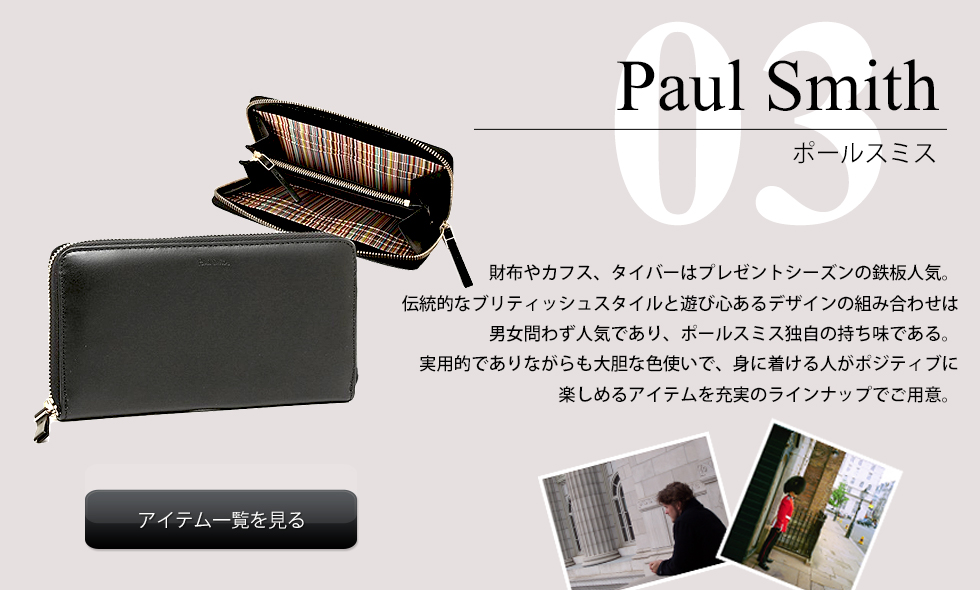 03
Paul Smith
ポールスミス
財布やカフス、タイバーはプレゼントシーズンの鉄板人気。
伝統的なブリティッシュスタイルと遊び心あるデザインの組み合わせは
男女問わず人気であり、ポールスミス独自の持ち味である。
実用的でありながらも大胆な色使いで、身に着ける人がポジティブに
楽しめるアイテムを充実のラインナップでご用意。
アイテム一覧を見る